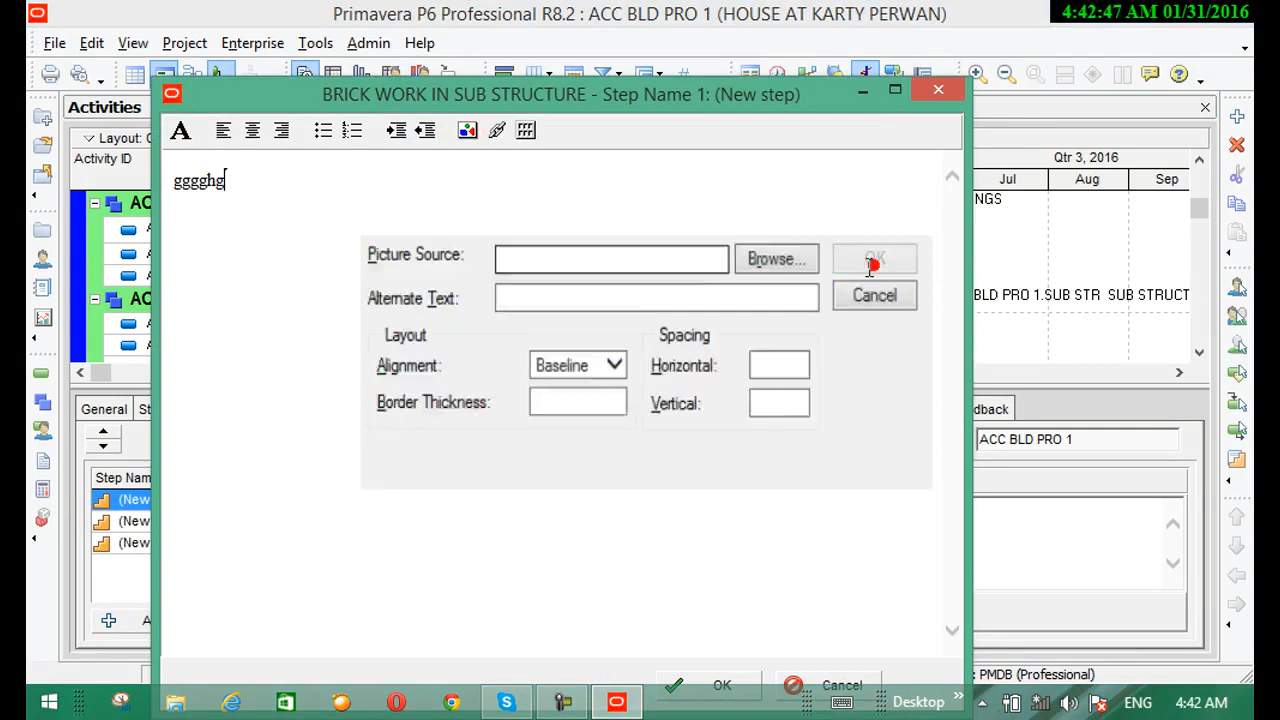 Primavera P6 Professional R8.2 : ACC BLD PRO 1 (HOUSE AT KARTY PERWAN)
4:42:47 AM 01/31/2016
File Edit View Project Enterprise Tools Admin Help
Activities
BRICK WORK IN SUB STRUCTURE - Step Name 1: (New step)
Layout: C
Activity ID
Qtr 3, 2016
Jul Aug Sep
gggghg
AC
NGS
Picture Source:
Browse...
OK
Alternate Text:
Cancel
AC
BLD PRO 1.SUB STR SUB STRUCT
Layout
Spacing
Alignment:
Baseline
Horizontal:
Border Thickness:
Vertical:
General
dback
ACC BLD PRO 1
Step Nam
(New
(New
(New
A
PMDB (Professional)
OK
Cancel
Desktop
ENG
4:42 AM